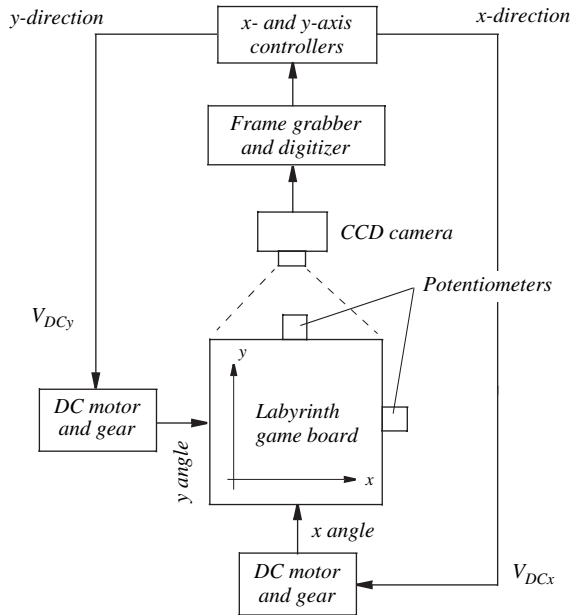 y-direction
x- and y-axis
controllers
x-direction
Frame grabber
and digitizer
CCD camera
Potentiometers
V_DCy
y
DC motor
and gear
Labyrinth
game board
y angle
x
x angle
DC motor
and gear
V_DCx